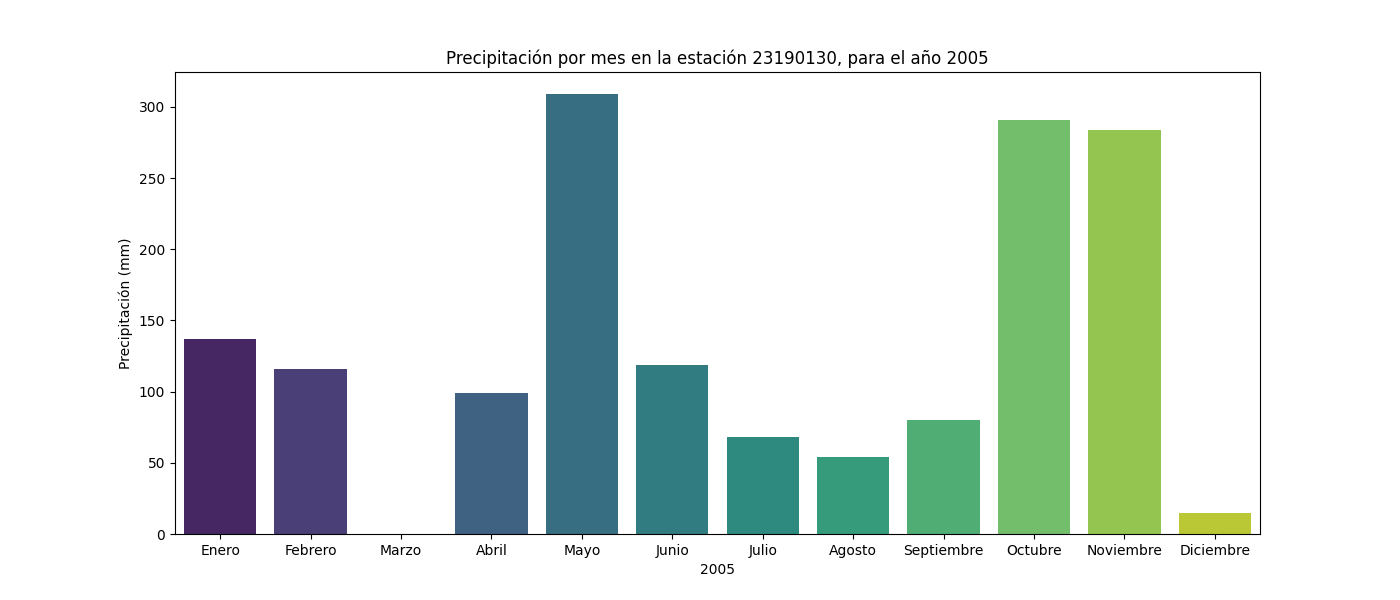 Precipitación por mes en la estación 23190130, para el año 2005
Precipitación (mm)
300
250
200
150
100
50
0
Enero Febrero Marzo Abril Mayo Junio Julio Agosto Septiembre Octubre Noviembre Diciembre
2005